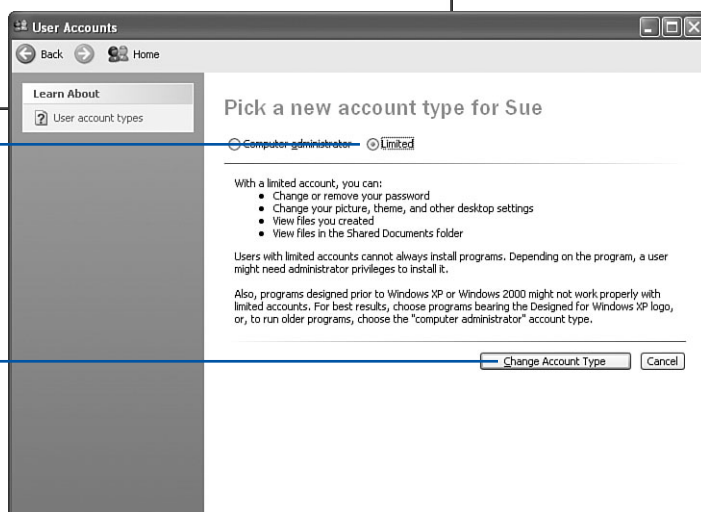 User Accounts
Back Home
Learn About
User account types
Pick a new account type for Sue
Computer administrator Limited
With a limited account, you can:
• Change or remove your password
• Change your picture, theme, and other desktop settings
• View files you created
• View files in the Shared Documents folder
Users with limited accounts cannot always install programs. Depending on the program, a user
might need administrator privileges to install it.
Also, programs designed prior to Windows XP or Windows 2000 might not work properly with
limited accounts. For best results, choose programs bearing the Designed for Windows XP logo,
or, to run older programs, choose the "computer administrator" account type.
Change Account Type Cancel